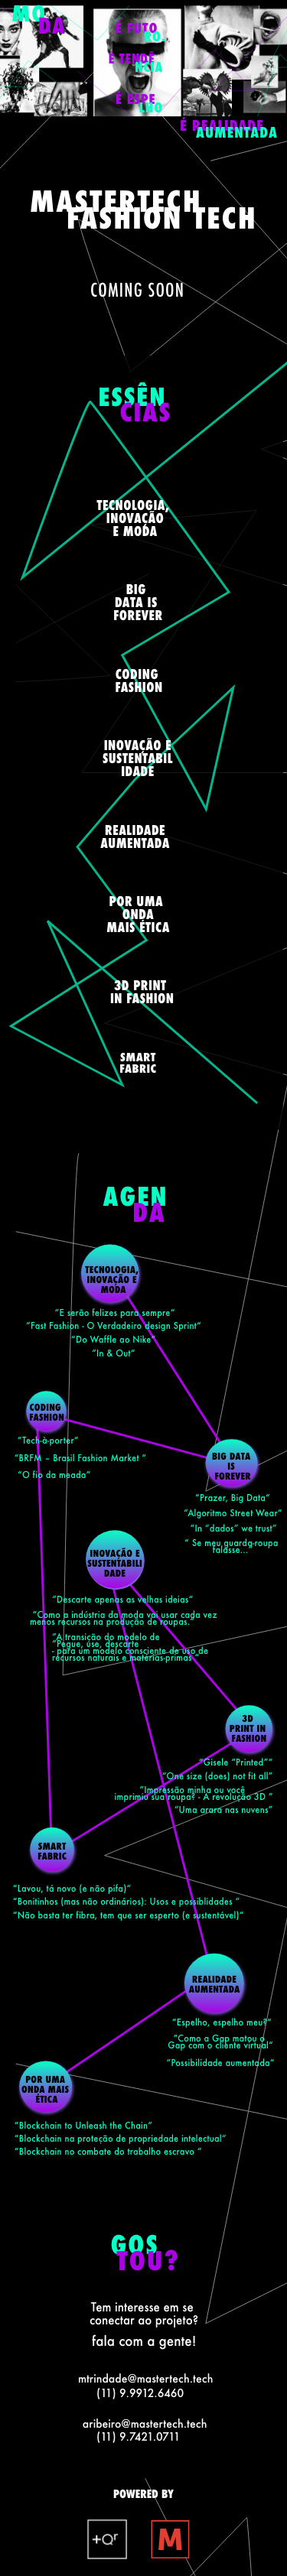 MO
DA
É FUTU
RO
É TENDÊ
NCIA
É ESPE
LHO
É REALIDADE
AUMENTADA
MASTERTECH
FASHION TECH
COMING SOON
ESSÊN
CIAS
TECNOLOGIA,
INOVAÇÃO
E MODA
BIG
DATA IS
FOREVER
CODING
FASHION
INOVAÇÃO E
SUSTENTABIL
IDADE
REALIDADE
AUMENTADA
POR UMA
ONDA
MAIS ÉTICA
3D PRINT
IN FASHION
SMART
FABRIC
AGEN
DA
TECNOLOGIA,
INOVAÇÃO E
MODA
“E serão felizes para sempre“
“Fast Fashion - O Verdadeiro design Sprint“
“Do Waffle ao Nike“
“In & Out“
CODING
FASHION
“Tech-à-porter“
“BRFM – Brasil Fashion Market “
“O fio da meada“
BIG DATA
IS
FOREVER
“Prazer, Big Data“
“Algoritmo Street Wear“
“In “dados“ we trust“
“ Se meu guarda-roupa
falasse...“
INOVAÇÃO E
SUSTENTABILI
DADE
“Descarte apenas as velhas ideias“
“Como a indústria da moda vai usar cada vez
menos recursos na produção de roupas.“
“A transição do modelo de
“Pegue, use, descarte“
- para um modelo consciente de uso de
recursos naturais e matérias-primas“
3D
PRINT IN
FASHION
“Gisele “Printed““
“One size (does) not fit all“
“Impressão minha ou você
imprimiu sua roupa? - A revolução 3D “
“Uma arara nas nuvens“
SMART
FABRIC
“Lavou, tá novo (e não pifa)“
“Bonitinhos (mas não ordinários): Usos e possiblidades “
“Não basta ter fibra, tem que ser esperto (e sustentável)“
REALIDADE
AUMENTADA
“Espelho, espelho meu?“
“Como a Gap matou o
Gap com o cliente virtual“
“Possibilidade aumentada“
POR UMA
ONDA MAIS
ÉTICA
“Blockchain to Unleash the Chain“
“Blockchain na proteção de propriedade intelectual“
“Blockchain no combate do trabalho escravo “
GOS
TOU?
Tem interesse em se
conectar ao projeto?
fala com a gente!
mtrindade@mastertech.tech
(11) 9.9912.6460
aribeiro@mastertech.tech
(11) 9.7421.0711
POWERED BY
+Qr
M